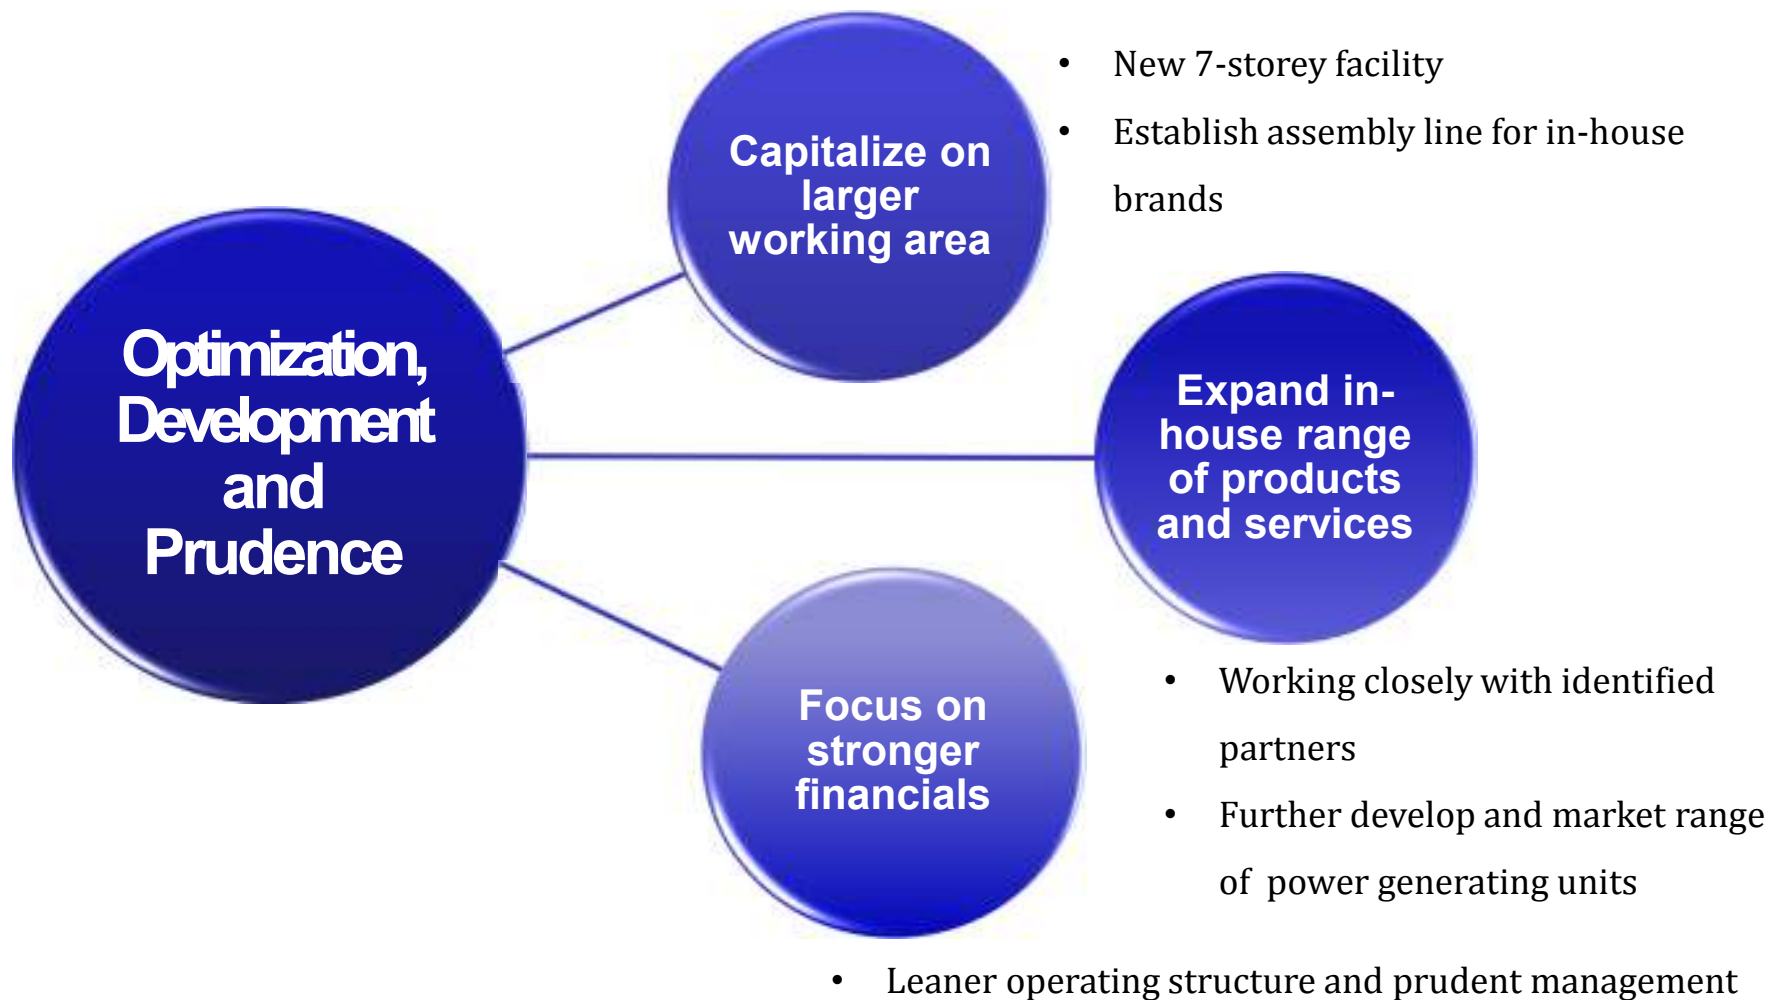 Optimization,
Development
and
Prudence
Capitalize on
larger
working area
• New 7-storey facility
• Establish assembly line for in-house
brands
Expand in-
house range
of products
and services
• Working closely with identified
partners
• Further develop and market range
of power generating units
Focus on
stronger
financials
• Leaner operating structure and prudent management